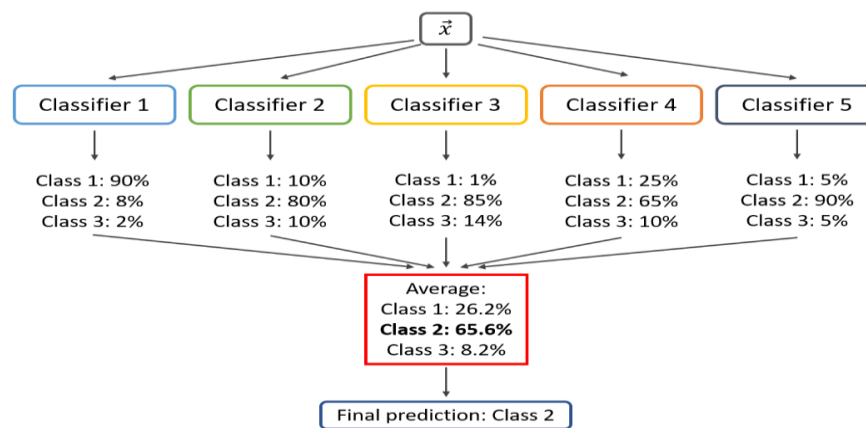 x⃗
Classifier 1
Classifier 2
Classifier 3
Classifier 4
Classifier 5
Class 1: 90%
Class 2: 8%
Class 3: 2%
Class 1: 10%
Class 2: 80%
Class 3: 10%
Class 1: 1%
Class 2: 85%
Class 3: 14%
Class 1: 25%
Class 2: 65%
Class 3: 10%
Class 1: 5%
Class 2: 90%
Class 3: 5%
Average:
Class 1: 26.2%
Class 2: 65.6%
Class 3: 8.2%
Final prediction: Class 2